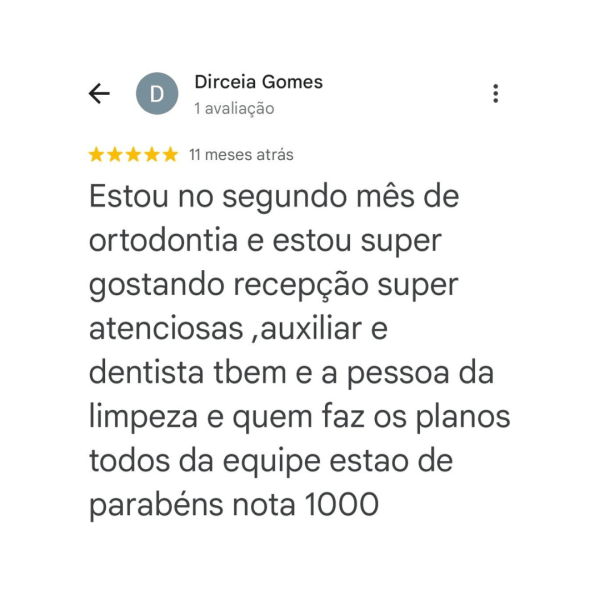 Dirceia Gomes
D
1 avaliação
11 meses atrás
Estou no segundo mês de
ortodontia e estou super
gostando recepção super
atenciosas ,auxiliar e
dentista tbem e a pessoa da
limpeza e quem faz os planos
todos da equipe estao de
parabéns nota 1000